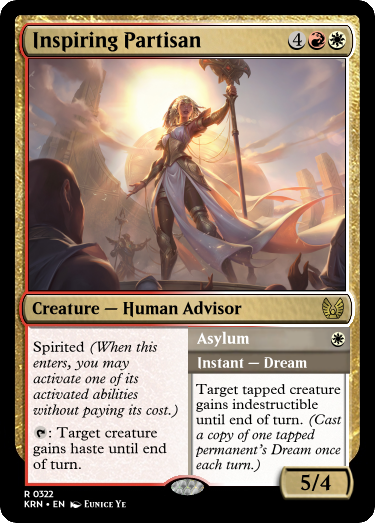 Inspiring Partisan 4
Creature — Human Advisor
Spirited (When this
enters, you may
activate one of its
activated abilities
without paying its cost.)
: Target creature
gains haste until end
of turn.
Asylum
Instant — Dream
Target tapped creature
gains indestructible
until end of turn. (Cast
a copy of one tapped
permanent's Dream once
each turn.)
5/4
R 0322
KRN • EN Eunice Ye